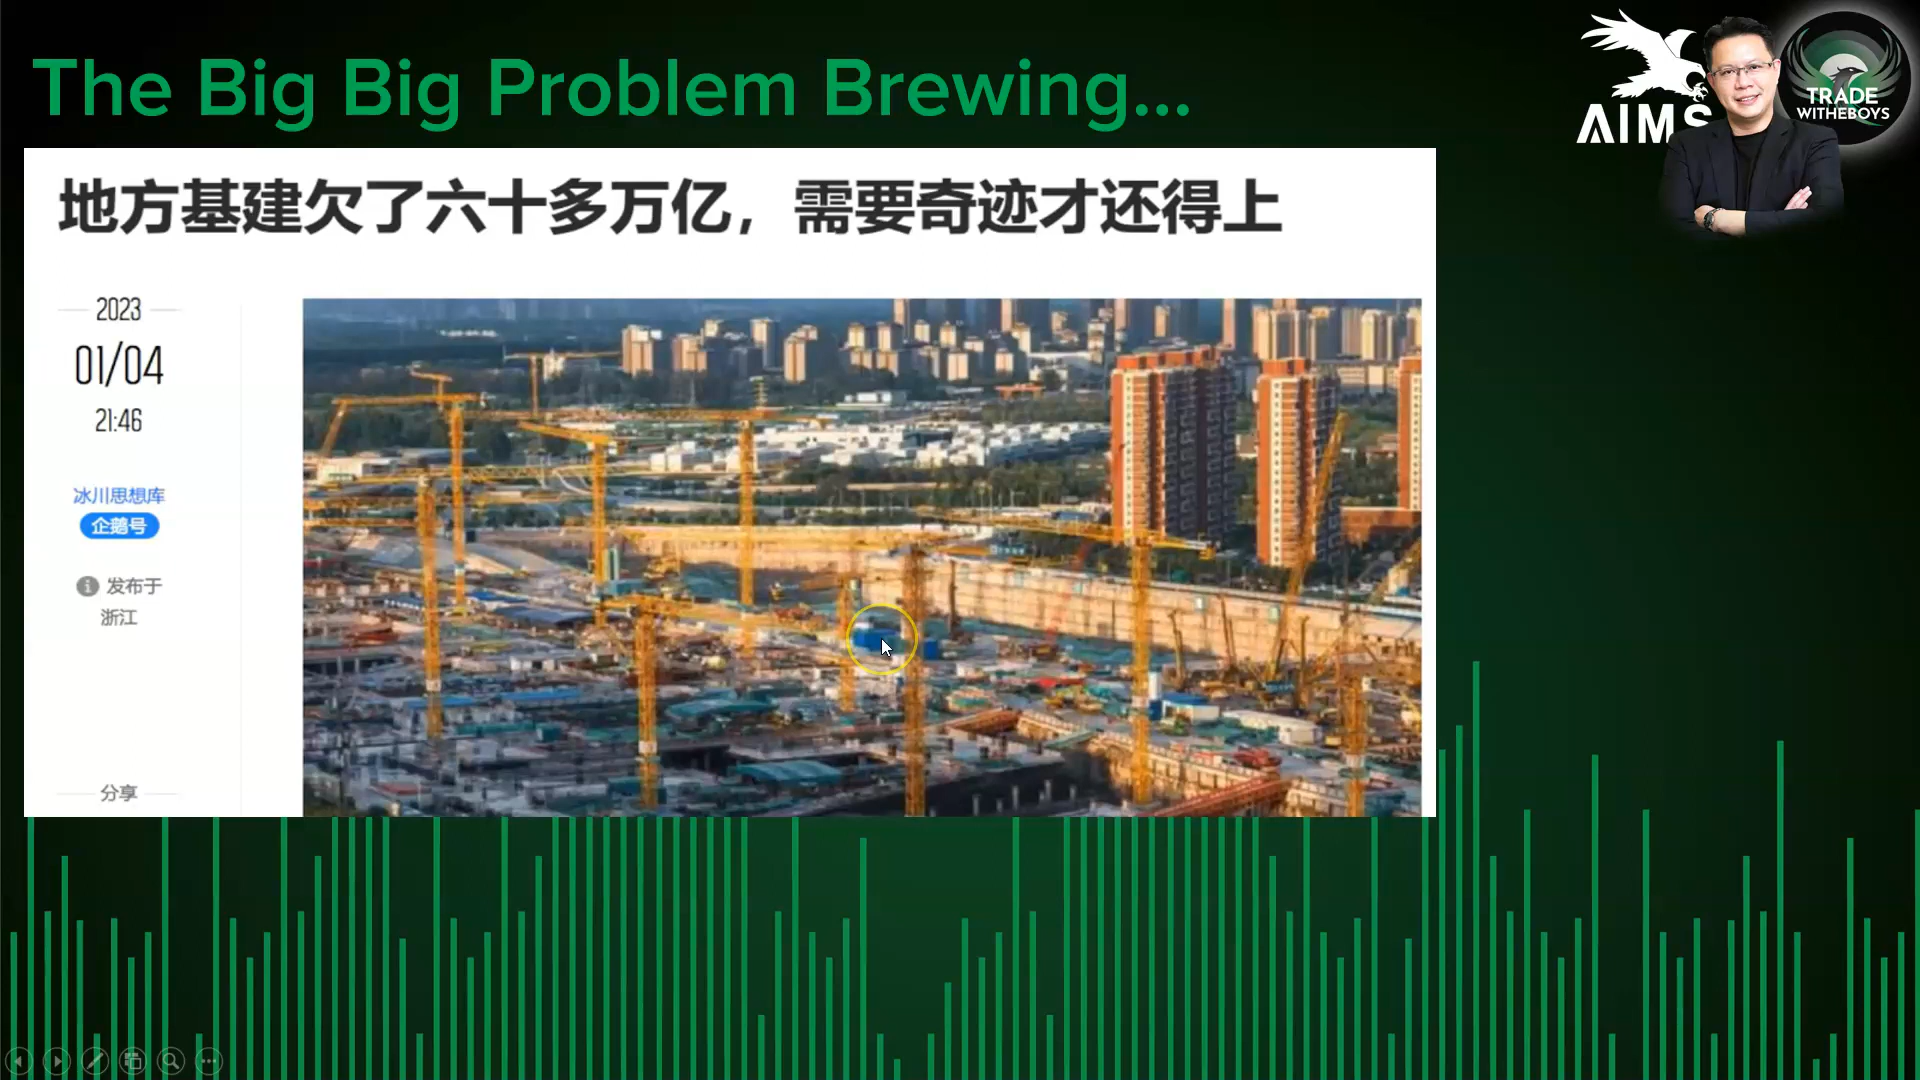 The Big Big Problem Brewing...
AIMS
TRADE
WITHEBOYS
地方基建欠了六十多万亿，需要奇迹才还得上
2023
01/04
21:46
冰川思想库
企鹅号
发布于
浙江
分享